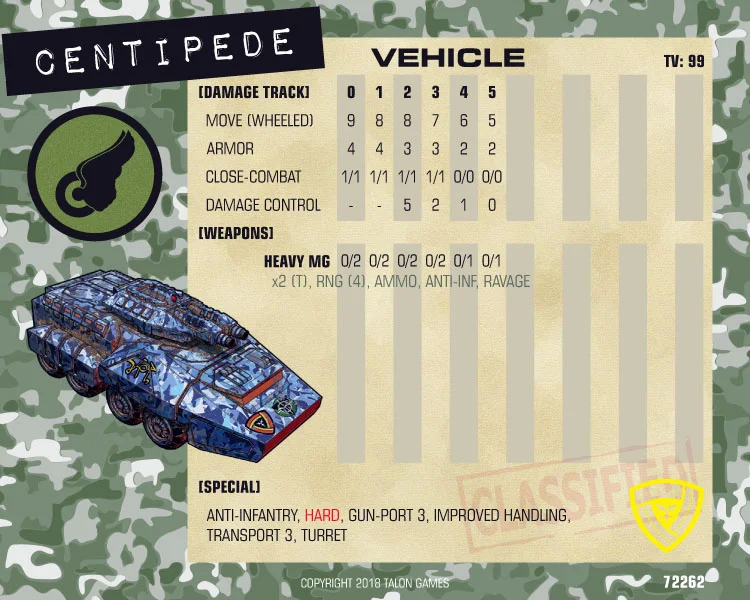 CENTIPEDE
VEHICLE TV: 99
[DAMAGE TRACK] 0 1 2 3 4 5
MOVE (WHEELED) 9 8 8 7 6 5
ARMOR 4 4 3 3 2 2
CLOSE-COMBAT 1/1 1/1 1/1 1/1 0/0 0/0
DAMAGE CONTROL - - 5 2 1 0
[WEAPONS]
HEAVY MG 0/2 0/2 0/2 0/2 0/1 0/1
x2 (T), RNG (4), AMMO, ANTI-INF, RAVAGE
[SPECIAL]
CLASSIFIED
ANTI-INFANTRY, HARD, GUN-PORT 3, IMPROVED HANDLING,
TRANSPORT 3, TURRET
COPYRIGHT 2018 TALON GAMES 72262